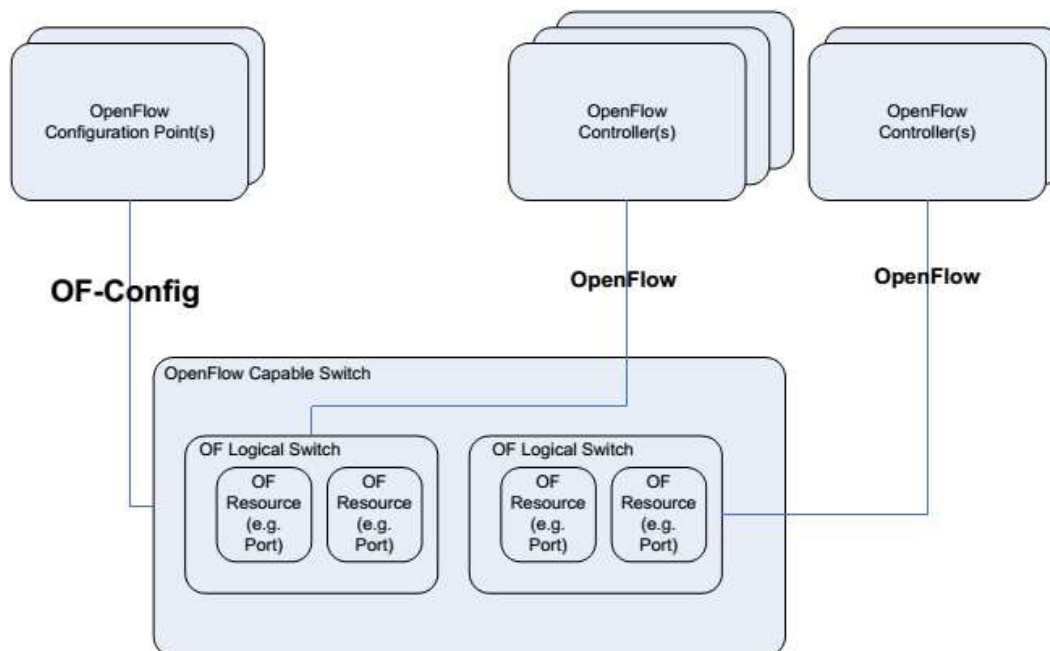 OpenFlow
Configuration Point(s)
OpenFlow
Controller(s)
OpenFlow
Controller(s)
OF-Config
OpenFlow
OpenFlow
OpenFlow Capable Switch
OF Logical Switch
OF
Resource
(e.g.
Port)
OF
Resource
(e.g.
Port)
OF Logical Switch
OF
Resource
(e.g.
Port)
OF
Resource
(e.g.
Port)